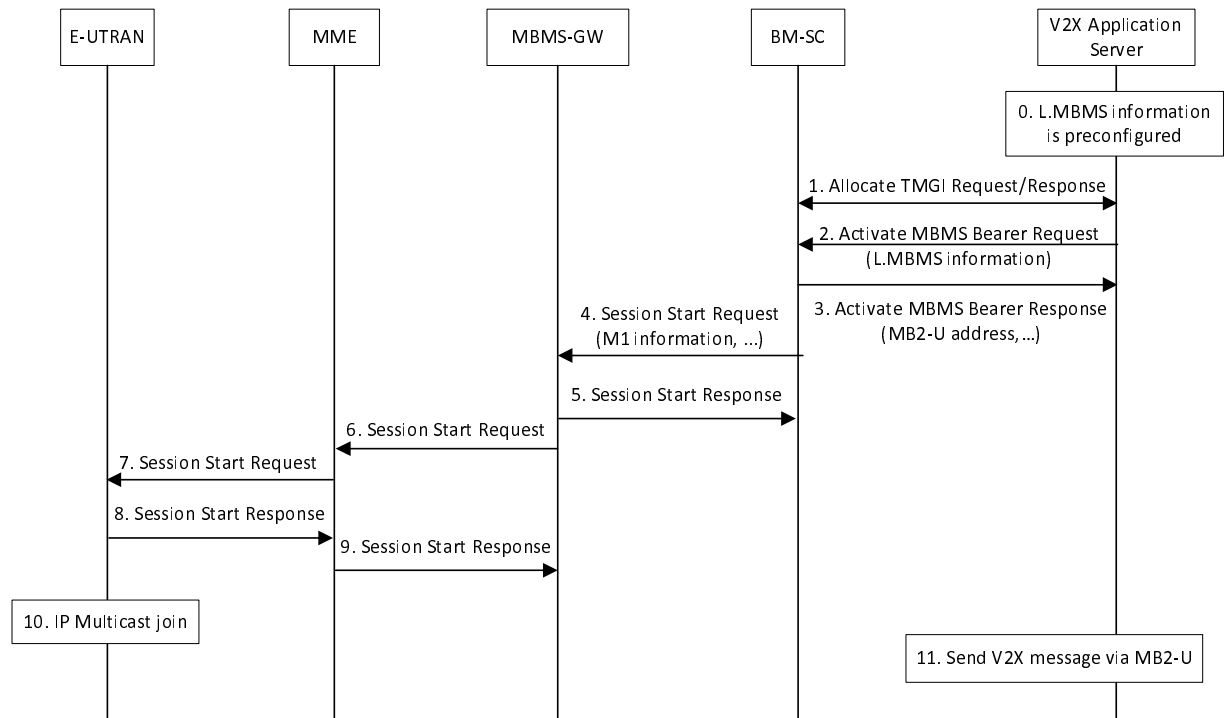 E-UTRAN
MME
MBMS-GW
BM-SC
V2X Application
Server
0. L.MBMS information
is preconfigured
1. Allocate TMGI Request/Response
2. Activate MBMS Bearer Request
(L.MBMS information)
3. Activate MBMS Bearer Response
(MB2-U address,...)
4. Session Start Request
(M1 information, ...)
5. Session Start Response
6. Session Start Request
7. Session Start Request
8. Session Start Response
9. Session Start Response
10. IP Multicast join
11. Send V2X message via MB2-U